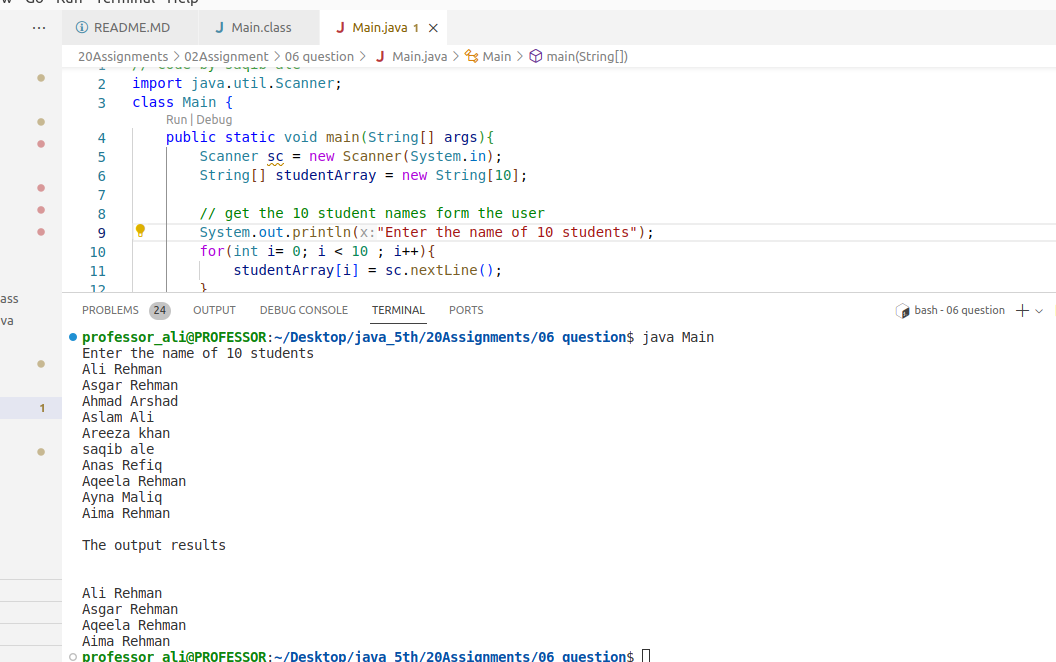 Go Run Terminal Help
README.MD
Main.class
Main.java 1
20Assignments > 02Assignment > 06 question > Main.java > Main > main(String[])
1 // code by saqib ale
2 import java.util.Scanner;
3 class Main {
Run | Debug
4 public static void main(String[] args){
5 Scanner sc = new Scanner(System.in);
6 String[] studentArray = new String[10];
7
8 // get the 10 student names form the user
9 System.out.println(x:"Enter the name of 10 students");
10 for(int i= 0; i < 10 ; i++){
11 studentArray[i] = sc.nextLine();
12 }
ass
va
1
PROBLEMS 24 OUTPUT DEBUG CONSOLE TERMINAL PORTS
bash - 06 question
professor_ali@PROFESSOR:~/Desktop/java_5th/20Assignments/06 question$ java Main
Enter the name of 10 students
Ali Rehman
Asgar Rehman
Ahmad Arshad
Aslam Ali
Areeza khan
saqib ale
Anas Refiq
Aqeela Rehman
Ayna Maliq
Aima Rehman
The output results
Ali Rehman
Asgar Rehman
Aqeela Rehman
Aima Rehman
professor_ali@PROFESSOR:~/Desktop/java_5th/20Assignments/06 question$